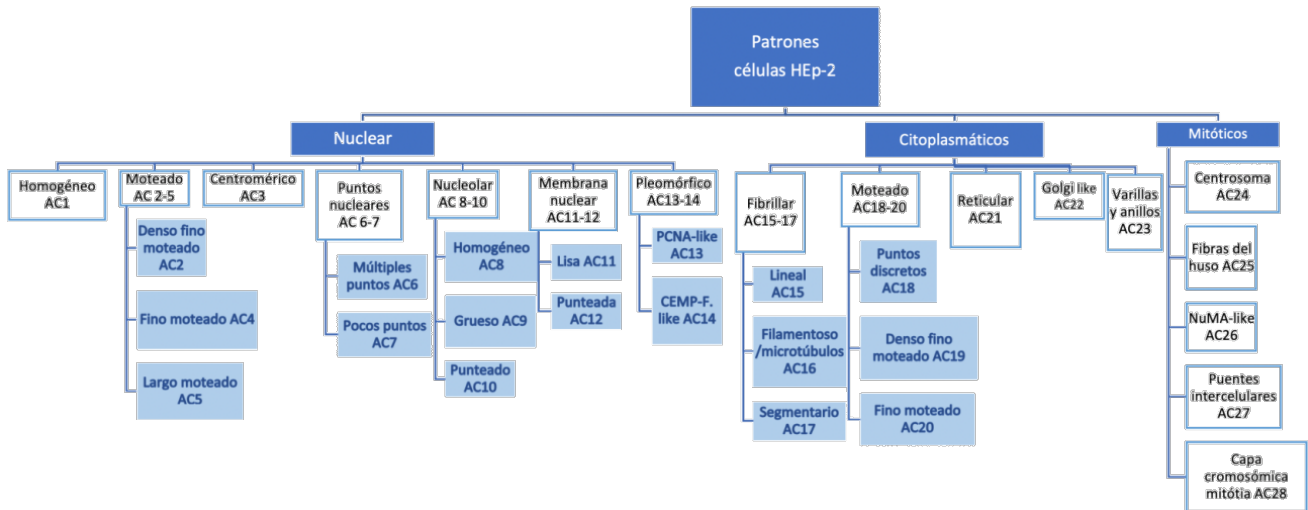 Patrones
células HEp-2
Nuclear
Citoplasmáticos
Mitóticos
Homogéneo
AC1
Moteado
AC 2-5
Denso fino
moteado
AC2
Fino moteado AC4
Largo moteado
AC5
Centromérico
AC3
Puntos
nucleares
AC 6-7
Múltiples
puntos AC6
Pocos puntos
AC7
Nucleolar
AC 8-10
Homogéneo
AC8
Grueso AC9
Punteado
AC10
Membrana
nuclear
AC11-12
Lisa AC11
Punteada
AC12
Pleomórfico
AC13-14
PCNA-like
AC13
CEMP-F.
like AC14
Fibrillar
AC15-17
Lineal
AC15
Filamentoso
/microtúbulos
AC16
Segmentario
AC17
Moteado
AC18-20
Puntos
discretos
AC18
Denso fino
moteado AC19
Fino moteado
AC20
Reticular
AC21
Golgi like
AC22
Varillas
y anillos
AC23
Centrosoma
AC24
Fibras del
huso AC25
NuMA-like
AC26
Puentes
intercelulares
AC27
Capa
cromosómica
mitótia AC28